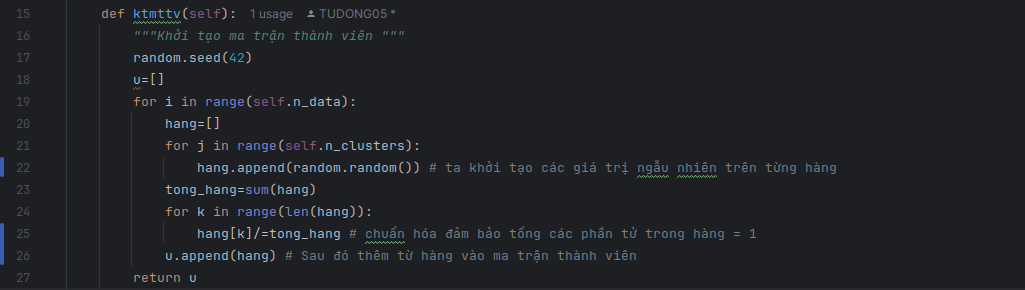 15 def ktmttv(self): 1 usage TUDONG05 *
16 """Khởi tạo ma trận thành viên """
17 random.seed(42)
18 u=[]
19 for i in range(self.n_data):
20 hang=[]
21 for j in range(self.n_clusters):
22 hang.append(random.random()) # ta khởi tạo các giá trị ngẫu nhiên trên từng hàng
23 tong_hang=sum(hang)
24 for k in range(len(hang)):
25 hang[k]/=tong_hang # chuẩn hóa đảm bảo tổng các phần tử trong hàng = 1
26 u.append(hang) # Sau đó thêm từ hàng vào ma trận thành viên
27 return u